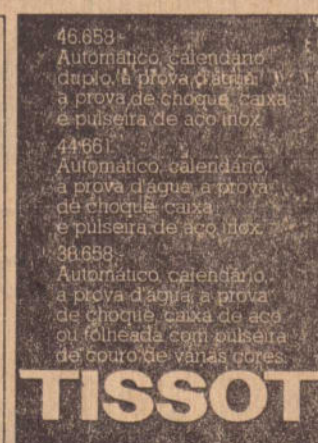 46.658 -
Automático, calendário
duplo, à prova d'água,
a prova de choque, caixa
e pulseira de aço inox.
44.661.
Automático, calendário,
a prova d'água, a prova
de choque, caixa
e pulseira de aço inox.
38.658.-
Automático, calendário,
a prova d'água, a prova
de choque, caixa de aço
ou folheada com pulseira
de couro de várias cores.
TISSOT